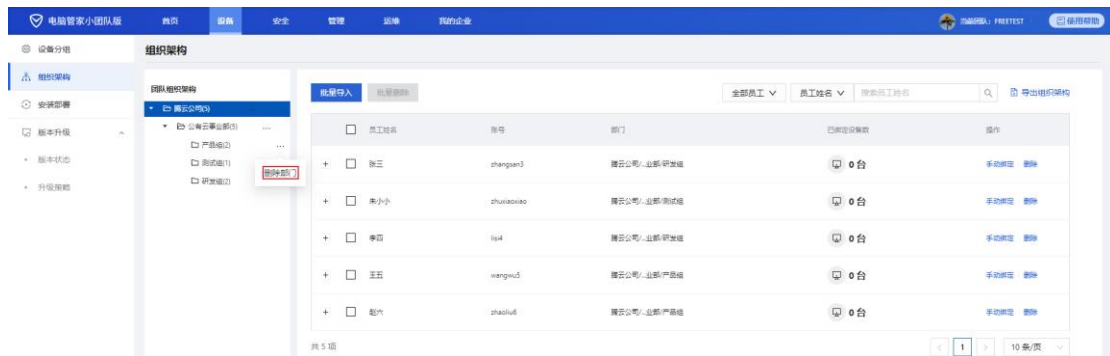 电脑管家小团队版 首页 设备 安全 管理 运维 我的企业 当前团队：FREETEST 使用帮助
设备分组
组织架构
安装部署
版本升级
版本状态
升级策略
组织架构
团队组织架构
腾云公司(5)
公有云事业部(5) ...
产品组(2) ...
测试组(1)
研发组(2)
删除部门
批量导入 批量删除 全部员工 员工姓名 搜索员工姓名 导出组织架构
员工姓名 账号 部门 已绑定设备数 操作
+ 张三 zhangsan3 腾云公司/...业部/研发组 0 台 手动绑定 删除
+ 朱小小 zhuxiaoxiao 腾云公司/...业部/测试组 0 台 手动绑定 删除
+ 李四 lisi4 腾云公司/...业部/研发组 0 台 手动绑定 删除
+ 王五 wangwu5 腾云公司/...业部/产品组 0 台 手动绑定 删除
+ 赵六 zhaoliu6 腾云公司/...业部/产品组 0 台 手动绑定 删除
共 5 项 < 1 > 10 条/页